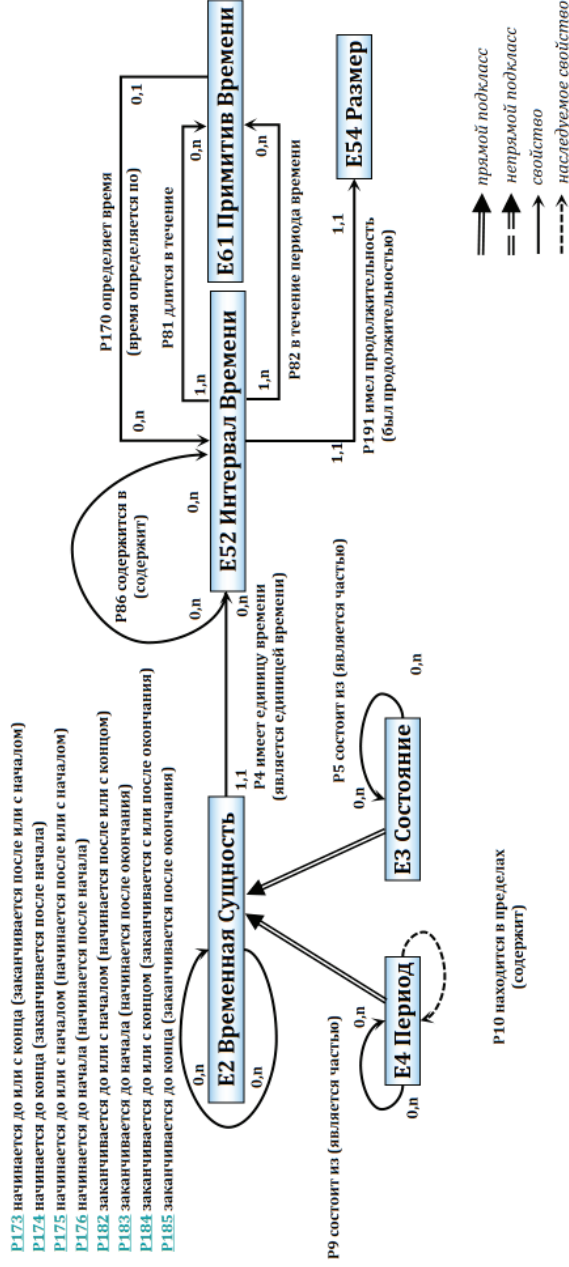 P173 начинается до или с конца (заканчивается после или с началом)
P174 начинается до конца (заканчивается после начала)
P175 начинается до или с началом (начинается после или с началом)
P176 начинается до начала (начинается после начала)
P182 заканчивается до или с началом (начинается после или с концом)
P183 заканчивается до начала (начинается после окончания)
P184 заканчивается до или с концом (заканчивается с или после окончания)
P185 заканчивается до конца (заканчивается после окончания)
0,n
E2 Временная Сущность
0,n
1,1
P4 имеет единицу времени
(является единицей времени)
P86 содержится в
(содержит)
0,n
0,n
0,n
E52 Интервал Времени
P170 определяет время
(время определяется по)
0,n
0,1
P81 длится в течение
1,n
0,n
E61 Примитив Времени
1,n
0,n
P82 в течение периода времени
1,1
P191 имел продолжительность
(был продолжительностью)
1,1
E54 Размер
P9 состоит из (является частью)
0,n
0,n
E4 Период
P10 находится в пределах
(содержит)
P5 состоит из (является частью)
0,n
0,n
E3 Состояние
прямой подкласс
непрямой подкласс
свойство
наследуемое свойство